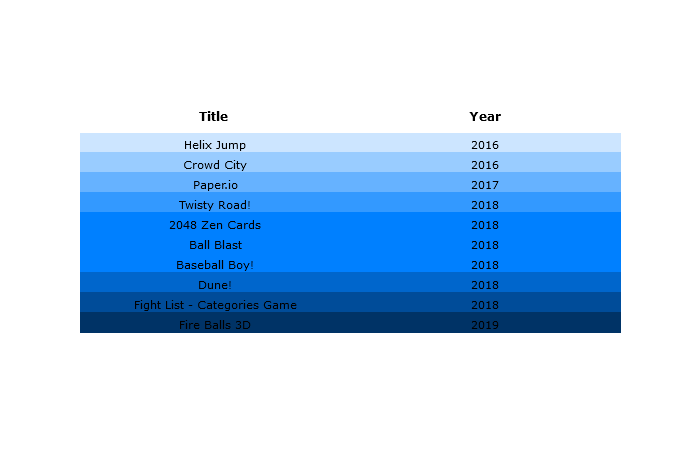 Title Year
Helix Jump 2016
Crowd City 2016
Paper.io 2017
Twisty Road! 2018
2048 Zen Cards 2018
Ball Blast 2018
Baseball Boy! 2018
Dune! 2018
Fight List - Categories Game 2018
Fire Balls 3D 2019